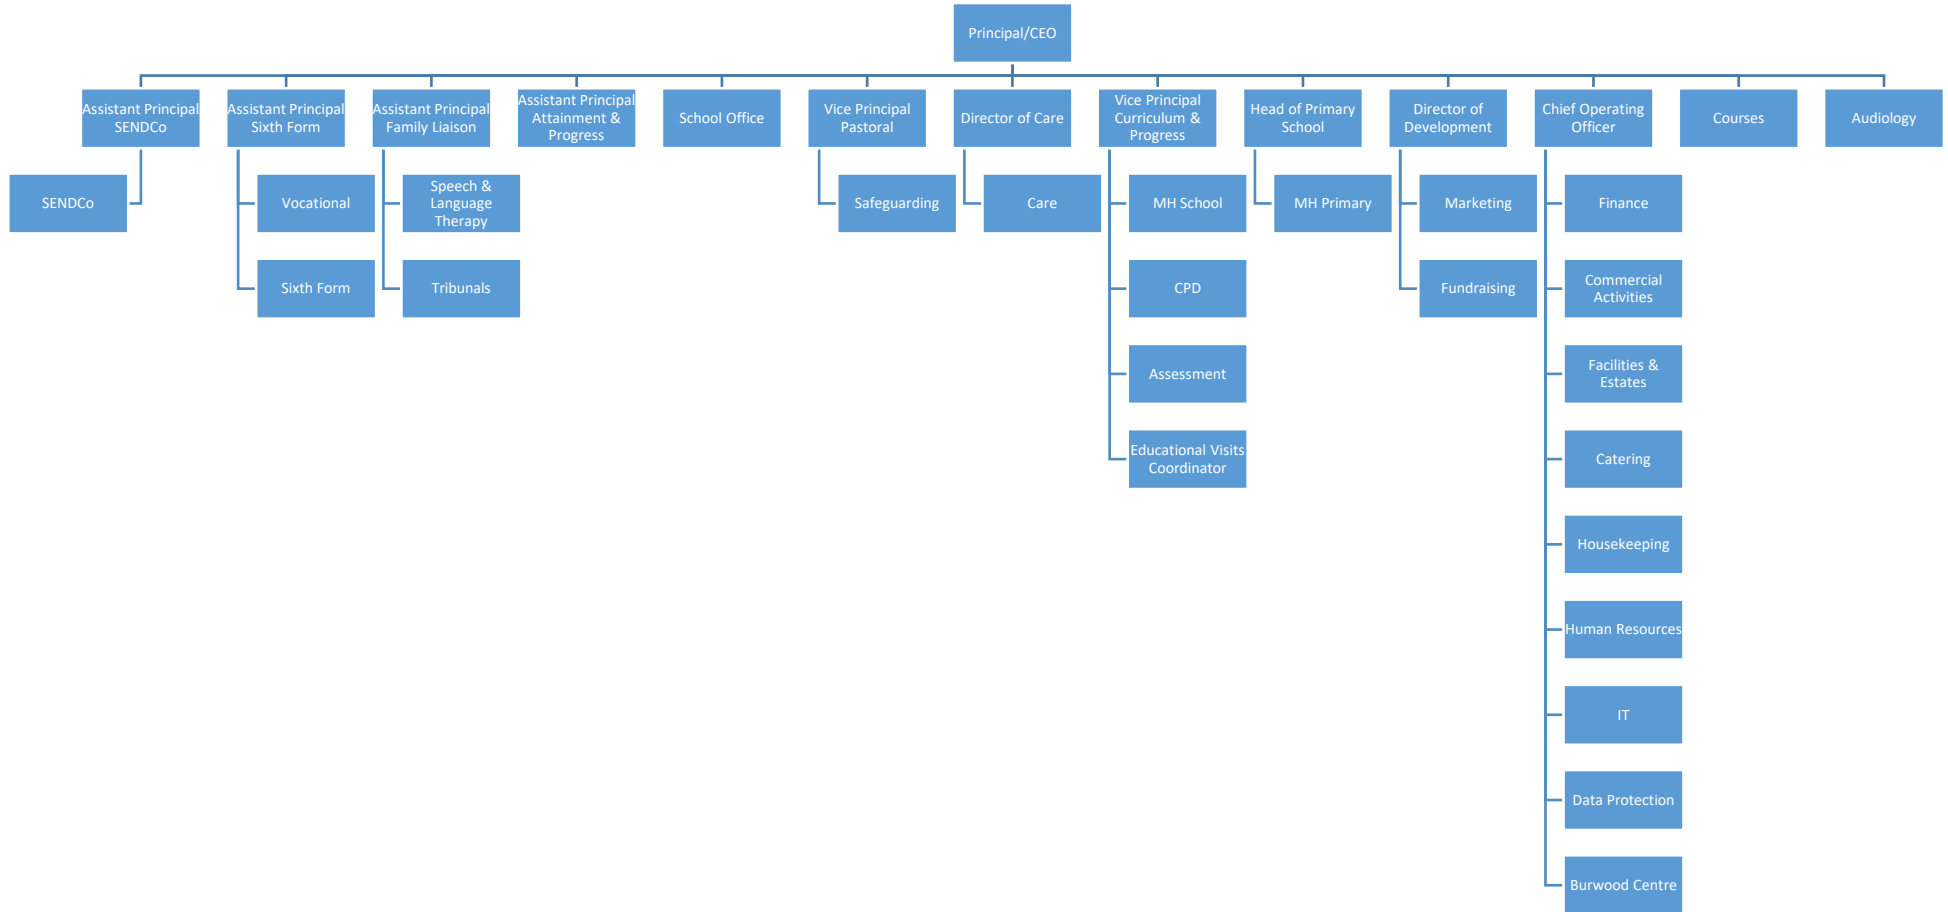 Principal/CEO
Assistant Principal
SENDCo
Assistant Principal
Sixth Form
Assistant Principal
Family Liaison
Assistant Principal
Attainment &
Progress
School Office
Vice Principal
Pastoral
Director of Care
Vice Principal
Curriculum &
Progress
Head of Primary
School
Director of
Development
Chief Operating
Officer
Courses
Audiology
SENDCo
Vocational
Speech &
Language
Therapy
Safeguarding
Care
MH School
MH Primary
Marketing
Finance
Sixth Form
Tribunals
CPD
Fundraising
Commercial
Activities
Assessment
Facilities &
Estates
Educational Visits
Coordinator
Catering
Housekeeping
Human Resources
IT
Data Protection
Burwood Centre